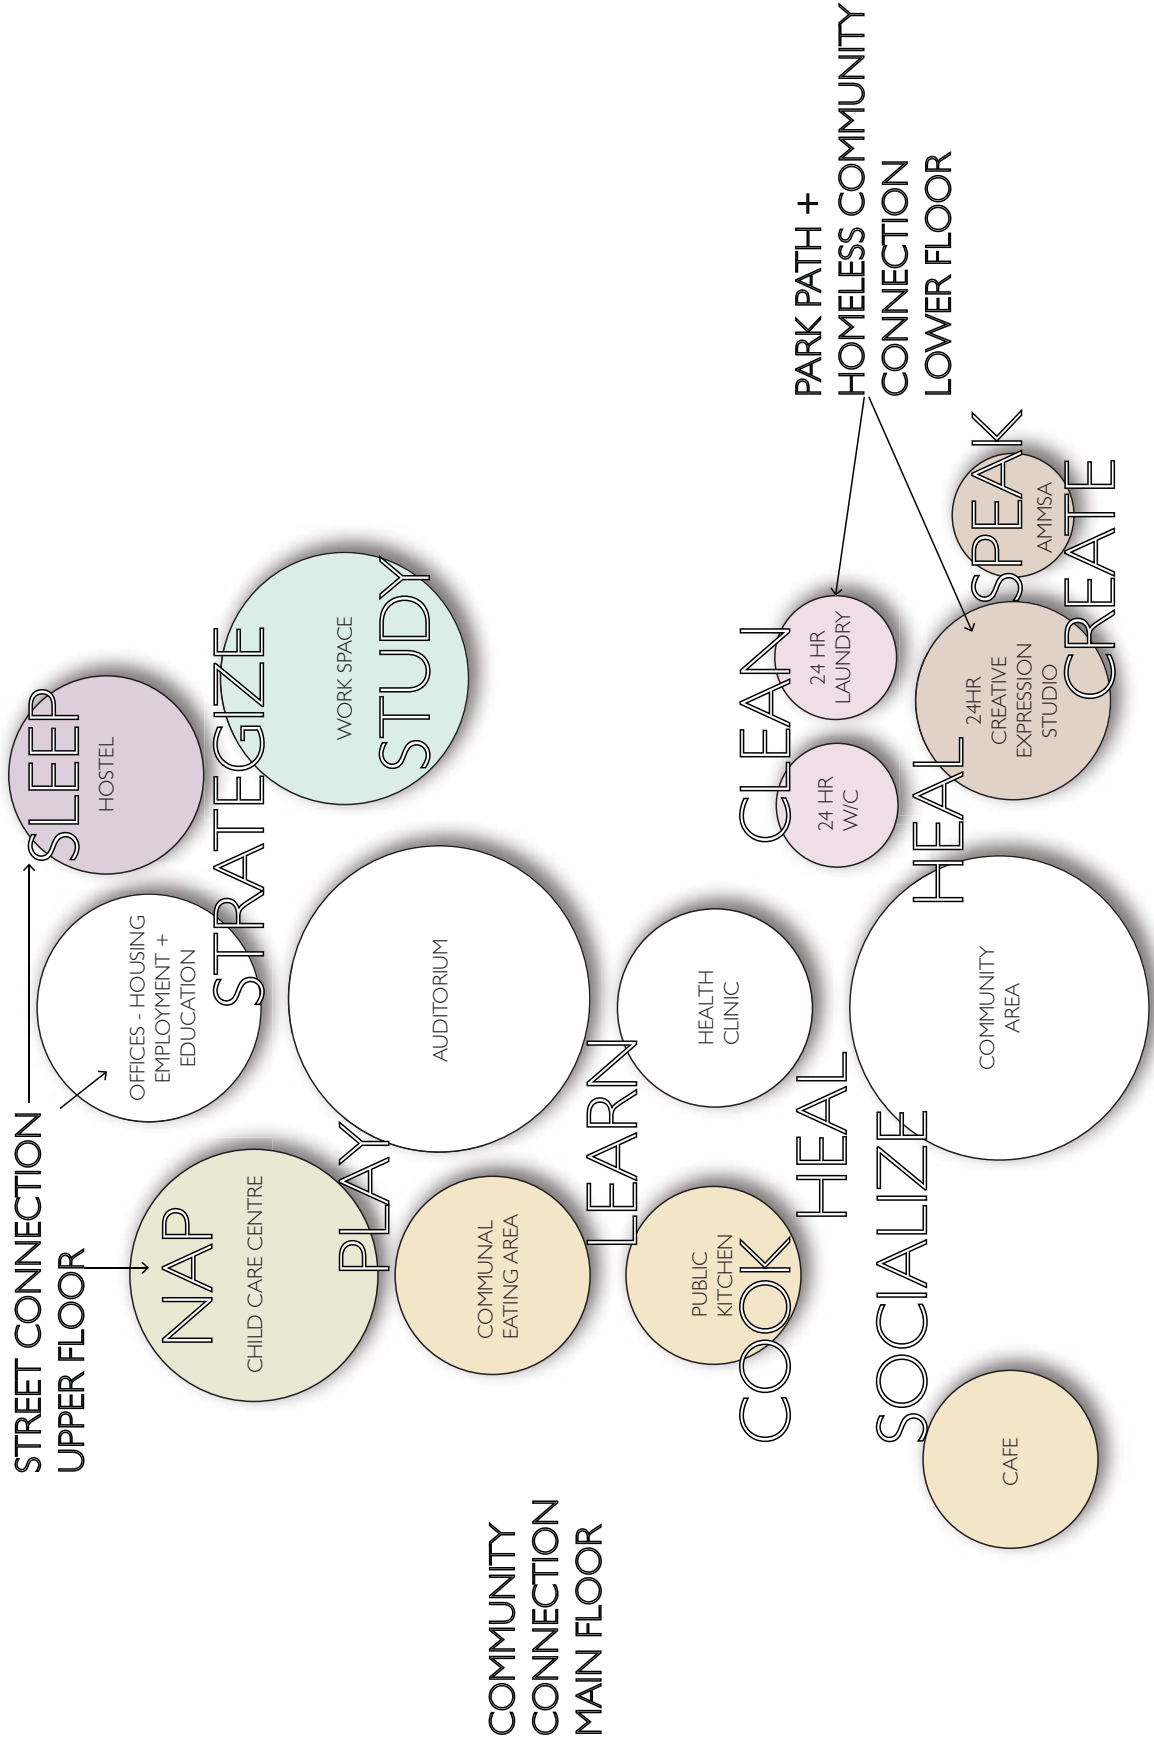 STREET CONNECTION
UPPER FLOOR
SLEEP
HOSTEL
OFFICES - HOUSING
EMPLOYMENT +
EDUCATION
STRATEGIZE
NAP
CHILD CARE CENTRE
PLAY
WORK SPACE
STUDY
AUDITORIUM
COMMUNITY
CONNECTION
MAIN FLOOR
COMMUNAL
EATING AREA
LEARN
PUBLIC
KITCHEN
COOK
HEALTH
CLINIC
HEAL
CLEAN
24 HR
W/C
24 HR
LAUNDRY
PARK PATH +
HOMELESS COMMUNITY
CONNECTION
LOWER FLOOR
SOCIALIZE
CAFE
COMMUNITY
AREA
HEAL
24HR
CREATIVE
EXPRESSION
STUDIO
SPEAK
AMMSA
CREATE